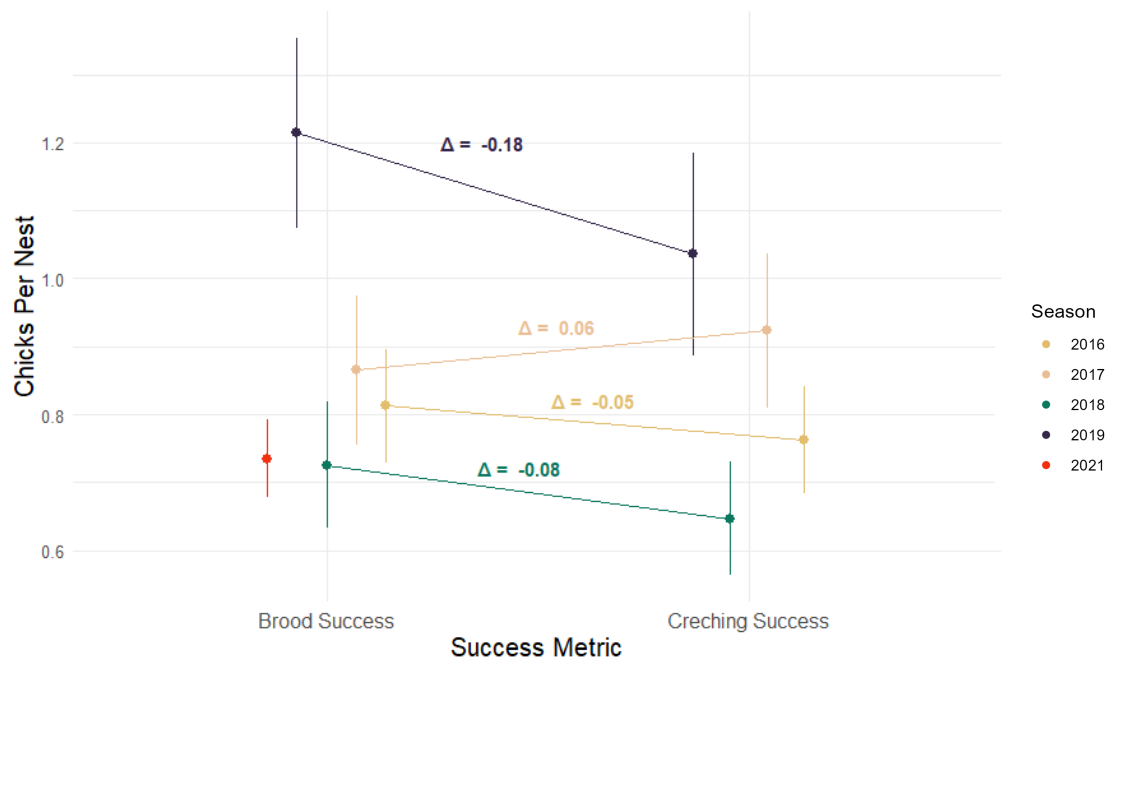 1.2
1.0
0.8
0.6
Chicks Per Nest
Δ = -0.18
Δ = 0.06
Δ = -0.05
Δ = -0.08
Brood Success
Creching Success
Success Metric
Season
2016
2017
2018
2019
2021